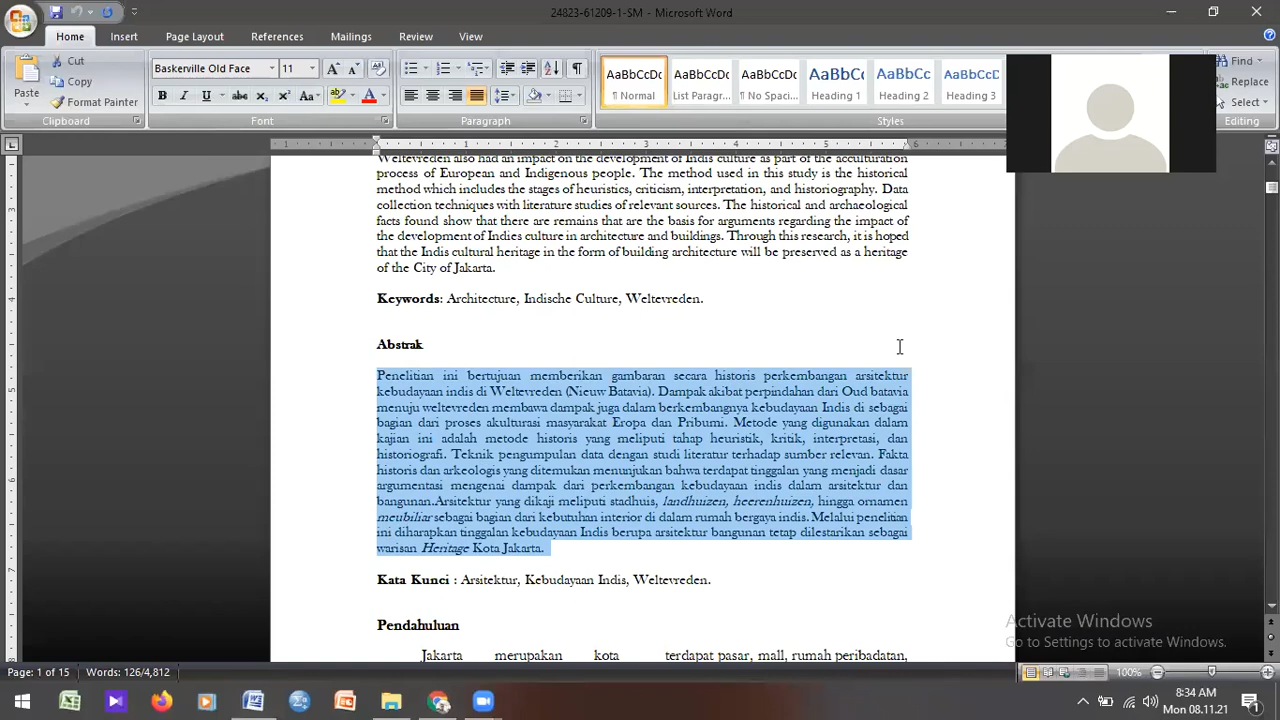 24823-61209-1-SM - Microsoft Word
Home Insert Page Layout References Mailings Review View
Paste
Cut
Copy
Format Painter
Clipboard
Baskerville Old Face 11
Font
Paragraph
AaBbCcDc AaBbCcDc AaBbCcDc AaBbC AaBbCc AaBbCcI
¶ Normal List Paragr... ¶ No Spaci... Heading 1 Heading 2 Heading 3
Styles
Find
Replace
Select
Editing
Weltevreden also had an impact on the development of Indis culture as part of the acculturation
process of European and Indigenous people. The method used in this study is the historical
method which includes the stages of heuristics, criticism, interpretation, and historiography. Data
collection techniques with literature studies of relevant sources. The historical and archaeological
facts found show that there are remains that are the basis for arguments regarding the impact of
the development of Indies culture in architecture and buildings. Through this research, it is hoped
that the Indis cultural heritage in the form of building architecture will be preserved as a heritage
of the City of Jakarta.
Keywords: Architecture, Indische Culture, Weltevreden.
Abstrak
Penelitian ini bertujuan memberikan gambaran secara historis perkembangan arsitektur
kebudayaan indis di Weltevreden (Nieuw Batavia). Dampak akibat perpindahan dari Oud batavia
menuju weltevreden membawa dampak juga dalam berkembangnya kebudayaan Indis di sebagai
bagian dari proses akulturasi masyarakat Eropa dan Pribumi. Metode yang digunakan dalam
kajian ini adalah metode historis yang meliputi tahap heuristik, kritik, interpretasi, dan
historiografi. Teknik pengumpulan data dengan studi literatur terhadap sumber relevan. Fakta
historis dan arkeologis yang ditemukan menunjukan bahwa terdapat tinggalan yang menjadi dasar
argumentasi mengenai dampak dari perkembangan kebudayaan indis dalam arsitektur dan
bangunan.Arsitektur yang dikaji meliputi stadhuis, landhuizen, heerenhuizen, hingga ornamen
meubiliar sebagai bagian dari kebutuhan interior di dalam rumah bergaya indis. Melalui penelitian
ini diharapkan tinggalan kebudayaan Indis berupa arsitektur bangunan tetap dilestarikan sebagai
warisan Heritage Kota Jakarta.
Kata Kunci : Arsitektur, Kebudayaan Indis, Weltevreden.
Pendahuluan
Jakarta merupakan kota terdapat pasar, mall, rumah peribadatan,
Activate Windows
Go to Settings to activate Windows.
Page: 1 of 15 Words: 126/4,812
100%
8:34 AM
Mon 08.11.21